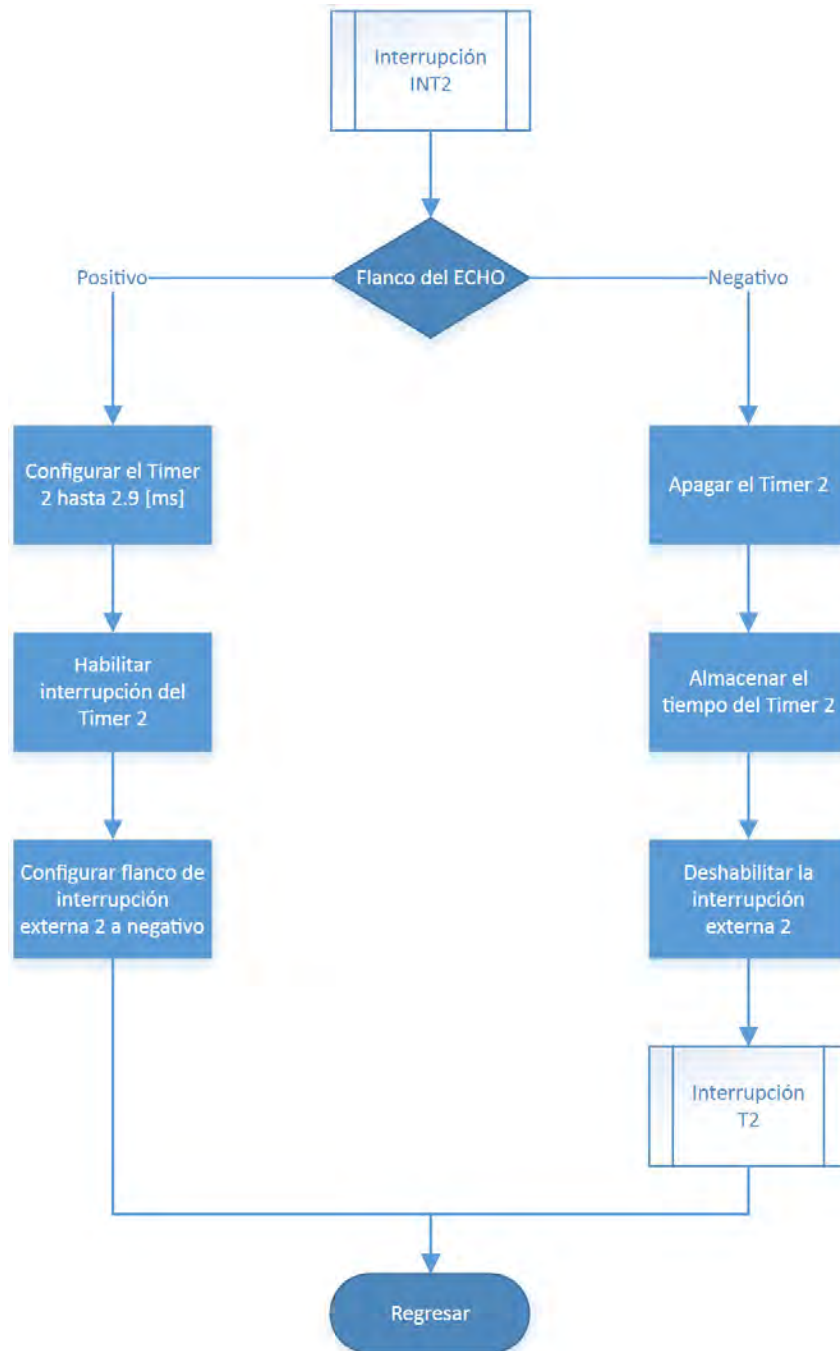 Interrupción
INT2
Flanco del ECHO
Positivo
Negativo
Configurar el Timer
2 hasta 2.9 [ms]
Habilitar
interrupción del
Timer 2
Configurar flanco de
interrupción
externa 2 a negativo
Apagar el Timer 2
Almacenar el
tiempo del Timer 2
Deshabilitar la
interrupción
externa 2
Interrupción
T2
Regresar